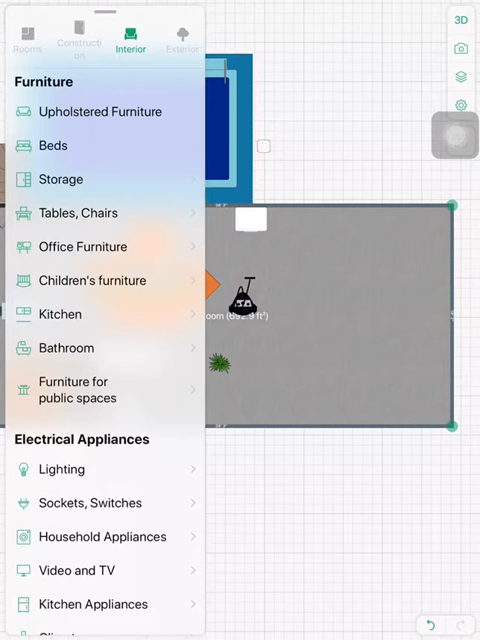 Rooms
Constructi
on
Interior
Exterior
3D
Furniture
Upholstered Furniture
Beds
Storage
Tables, Chairs
Office Furniture
Children's furniture
Kitchen
Bathroom
Furniture for
public spaces
Electrical Appliances
Lighting
Sockets, Switches
Household Appliances
Video and TV
Kitchen Appliances
oom (692.9 ft²)